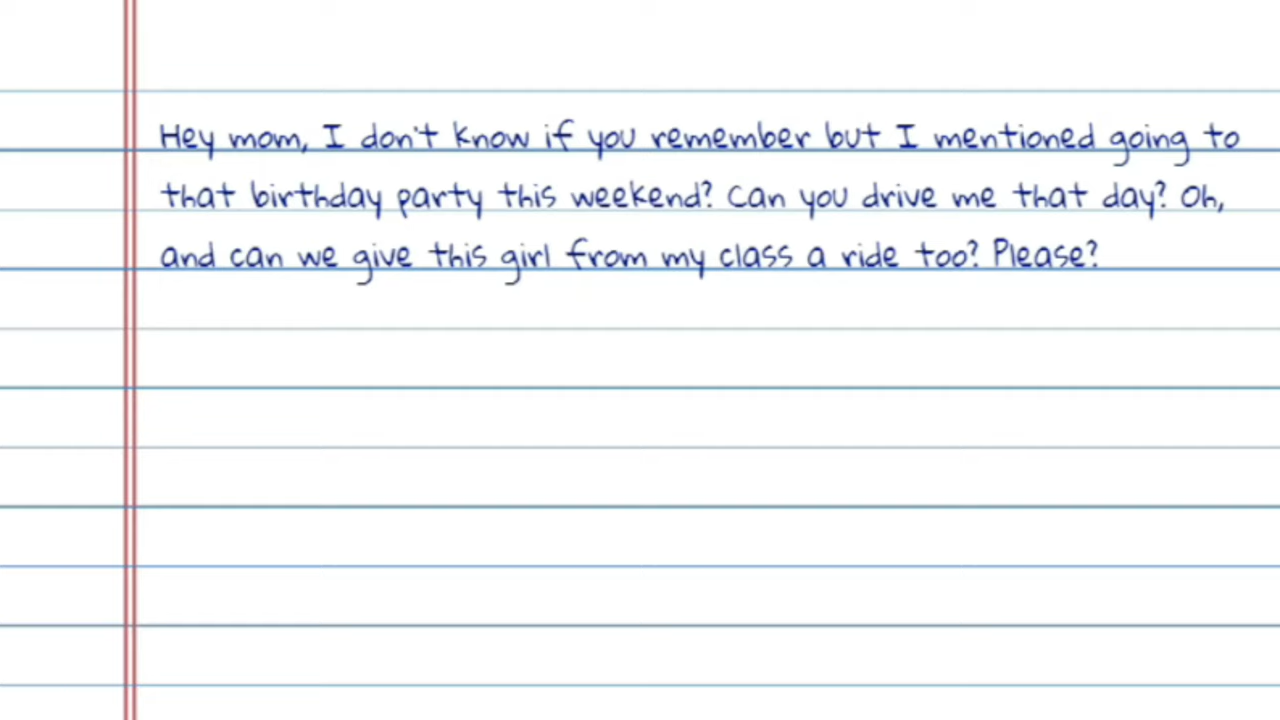 Hey mom, I don't know if you remember but I mentioned going to
that birthday party this weekend? Can you drive me that day? Oh,
and can we give this girl from my class a ride too? Please?